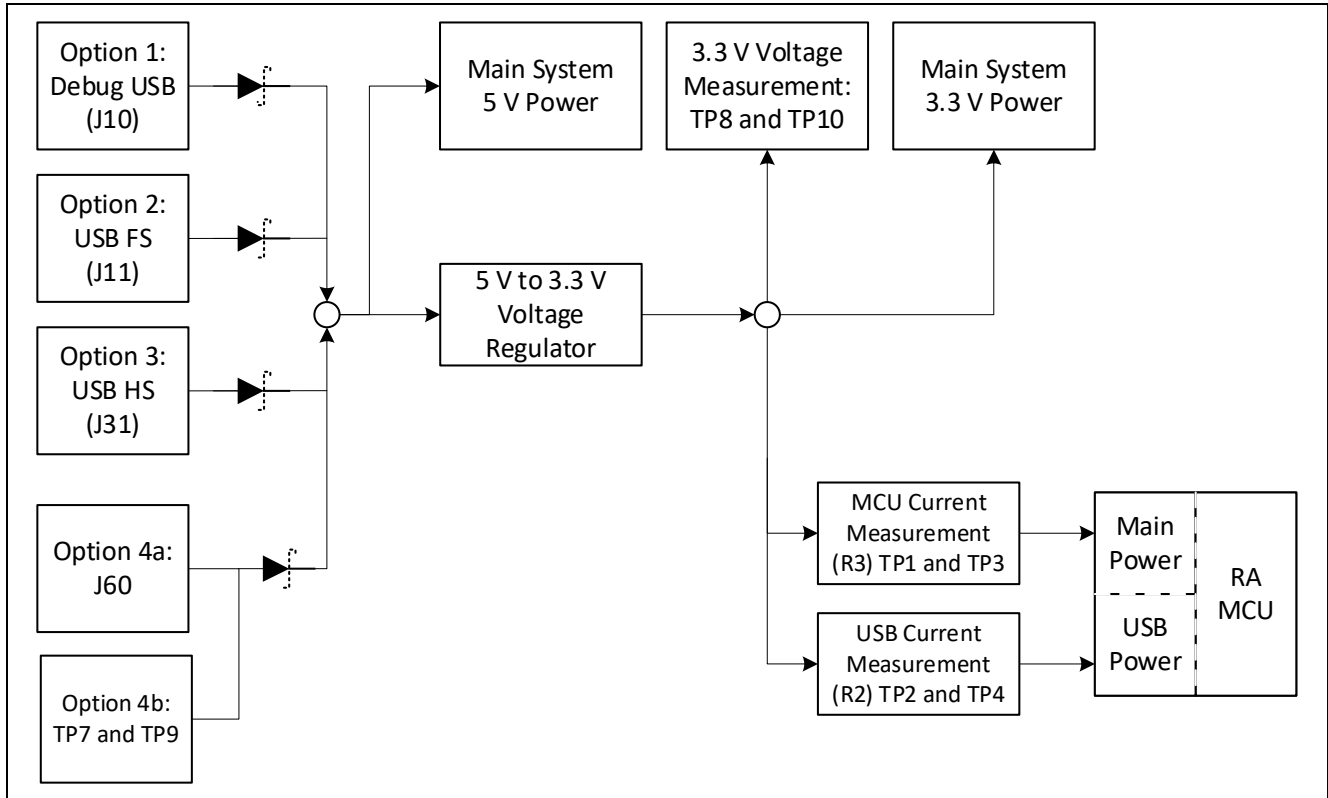 Option 1:
Debug USB
(J10)
Option 2:
USB FS
(J11)
Option 3:
USB HS
(J31)
Option 4a:
J60
Option 4b:
TP7 and TP9
Main System
5 V Power
5 V to 3.3 V
Voltage
Regulator
3.3 V Voltage
Measurement:
TP8 and TP10
Main System
3.3 V Power
MCU Current
Measurement
(R3) TP1 and TP3
USB Current
Measurement
(R2) TP2 and TP4
Main
Power
USB
Power
RA
MCU